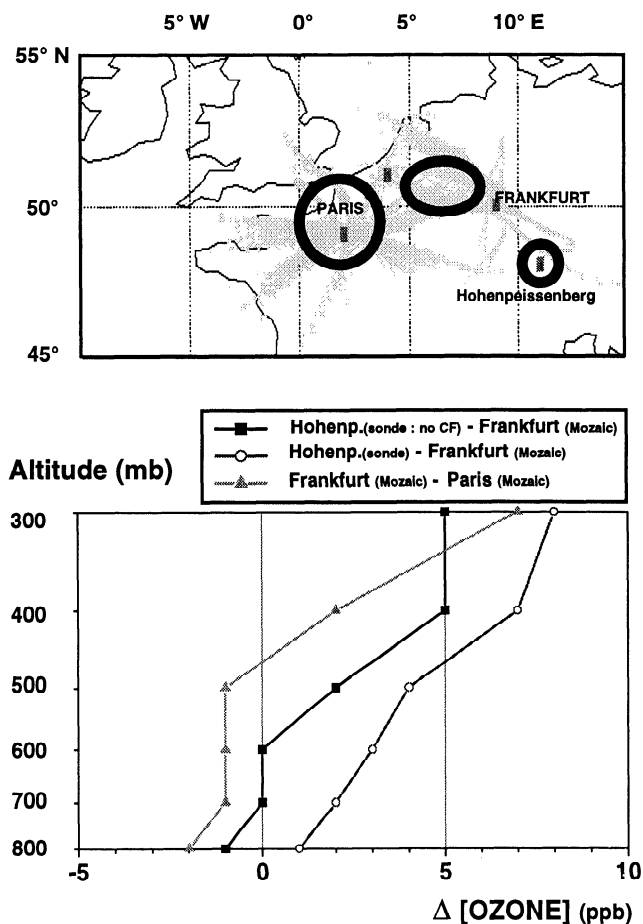 5° W 0° 5° 10° E
55° N
50°
45°
PARIS
FRANKFURT
Hohenpeissenberg
Hohenp.(sonde : no CF) - Frankfurt (Mozaic)
Hohenp.(sonde) - Frankfurt (Mozaic)
Frankfurt (Mozaic) - Paris (Mozaic)
Altitude (mb)
300
400
500
600
700
800
-5 0 5 10
Δ [OZONE] (ppb)